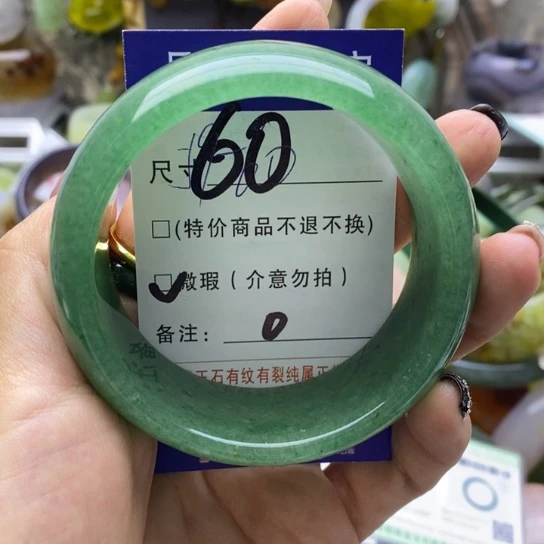 尺寸 60
□(特价商品不退不换)
微瑕(介意勿拍)
备注: 0
玉石有纹有裂纯属正